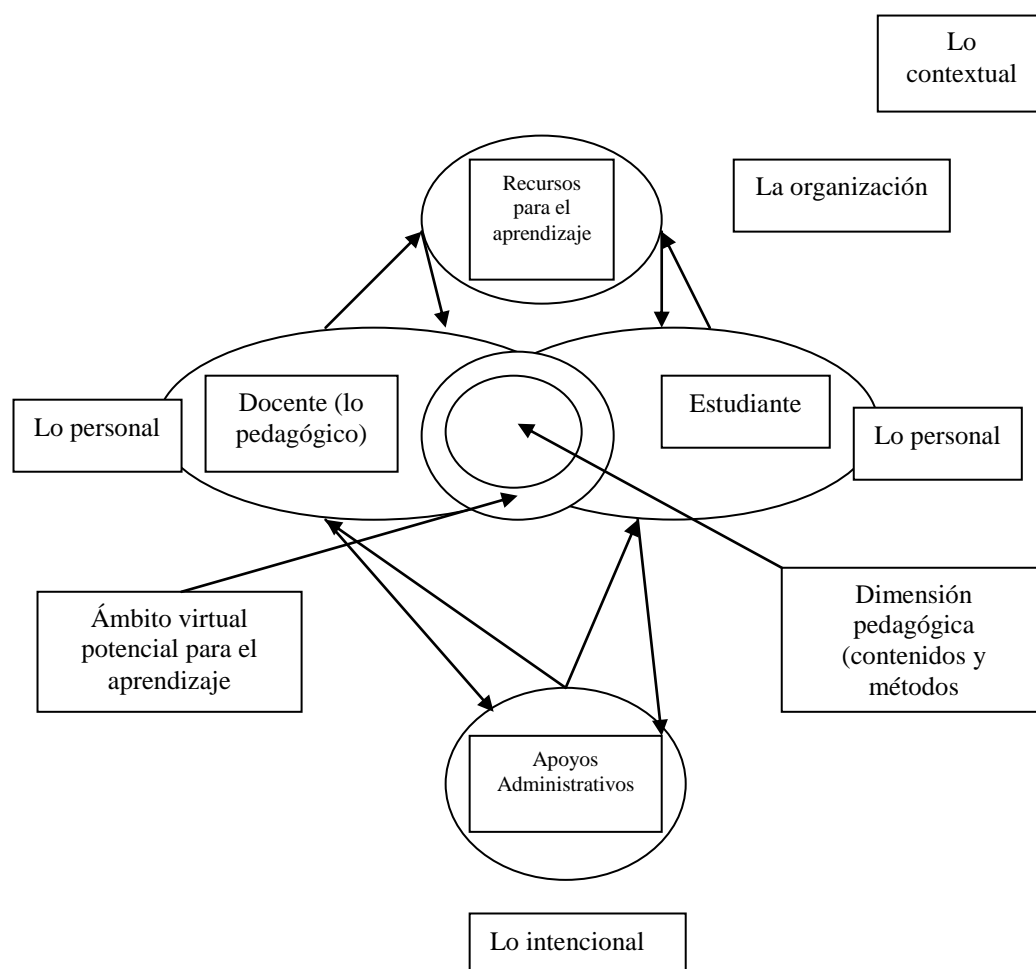 Lo
contextual
La organización
Recursos
para el
aprendizaje
Lo personal
Docente (lo
pedagógico)
Estudiante
Lo personal
Ámbito virtual
potencial para el
aprendizaje
Dimensión
pedagógica
(contenidos y
métodos
Apoyos
Administrativos
Lo intencional